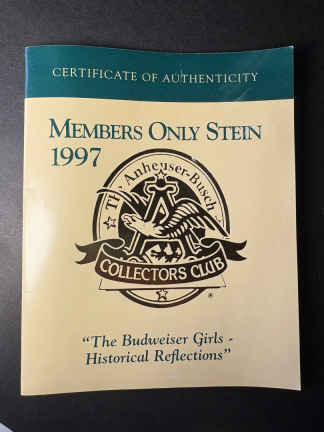 CERTIFICATE OF AUTHENTICITY
MEMBERS ONLY STEIN
1997
The Anheuser-Busch
A
COLLECTORS CLUB
®
"The Budweiser Girls -
Historical Reflections"